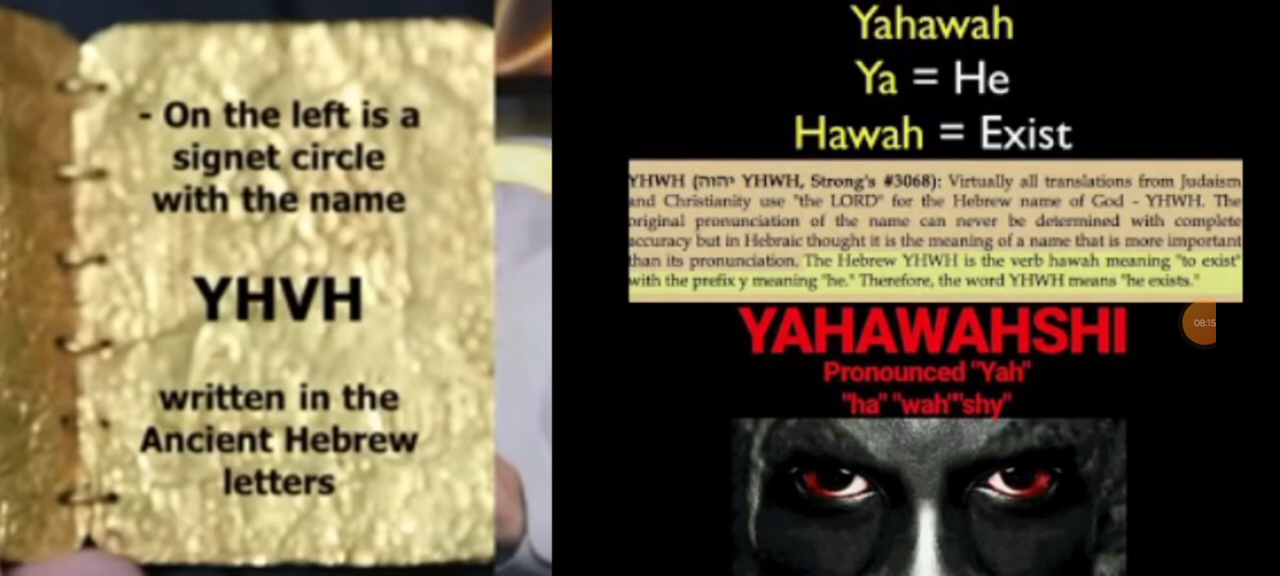 - On the left is a
signet circle
with the name
YHVH
written in the
Ancient Hebrew
letters
Yahawah
Ya = He
Hawah = Exist
YHWH (יהוה YHWH, Strong's #3068): Virtually all translations from Judaism
and Christianity use "the LORD" for the Hebrew name of God - YHWH. The
original pronunciation of the name can never be determined with complete
accuracy but in Hebraic thought it is the meaning of a name that is more important
than its pronunciation. The Hebrew YHWH is the verb hawah meaning "to exist"
with the prefix y meaning "he." Therefore, the word YHWH means "he exists."
YAHAWAHSHI
Pronounced "Yah"
"ha" "wah""shy"
08:15